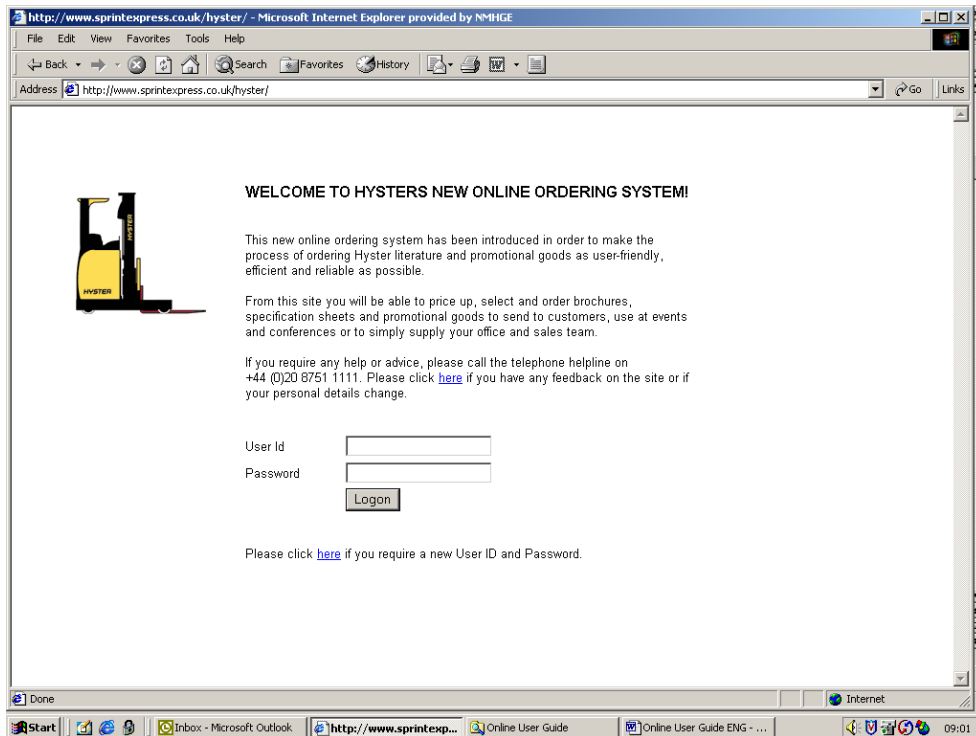 http://www.sprintexpress.co.uk/hyster/ - Microsoft Internet Explorer provided by NMHGE
File Edit View Favorites Tools Help
Back Search Favorites History
Address http://www.sprintexpress.co.uk/hyster/ Go Links
WELCOME TO HYSTERS NEW ONLINE ORDERING SYSTEM!
HYSTER
HYSTER
This new online ordering system has been introduced in order to make the
process of ordering Hyster literature and promotional goods as user-friendly,
efficient and reliable as possible.
From this site you will be able to price up, select and order brochures,
specification sheets and promotional goods to send to customers, use at events
and conferences or to simply supply your office and sales team.
If you require any help or advice, please call the telephone helpline on
+44 (0)20 8751 1111. Please click here if you have any feedback on the site or if
your personal details change.
User Id
Password
Logon
Please click here if you require a new User ID and Password.
Done Internet
Start Inbox - Microsoft Outlook http://www.sprintexp... Online User Guide Online User Guide ENG - ... 09:01